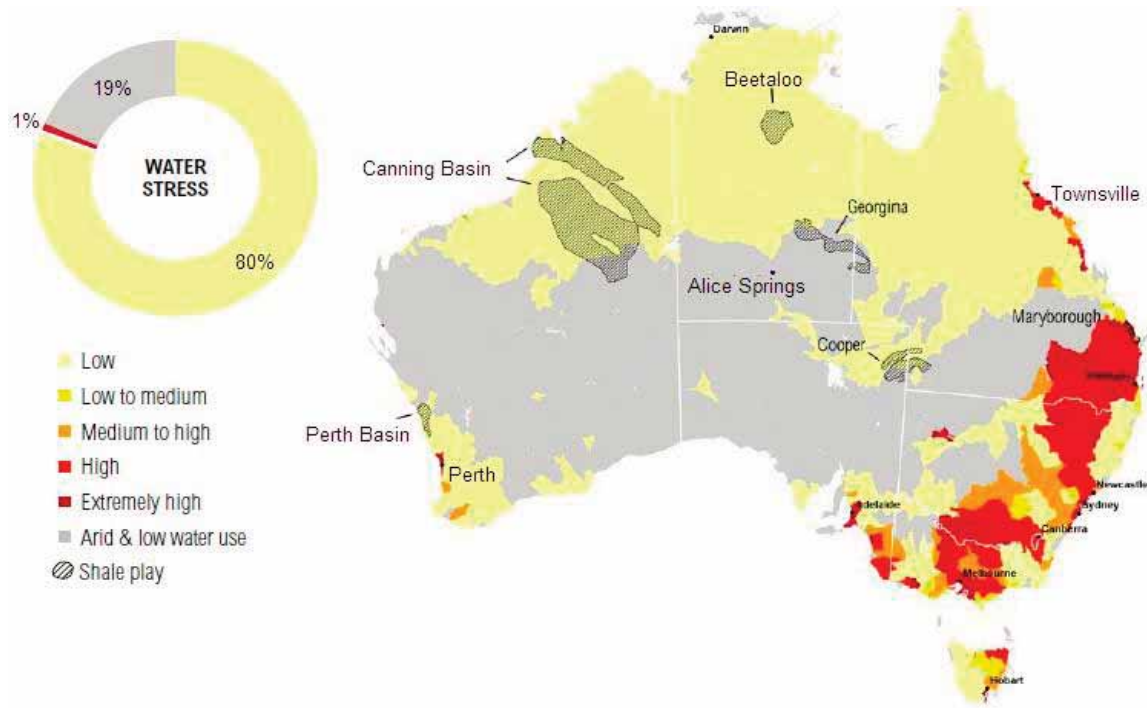 19%
1%
WATER
STRESS
80%
Low
Low to medium
Medium to high
High
Extremely high
Arid & low water use
Shale play
Darwin
Beetaloo
Canning Basin
Townsville
Georgina
Alice Springs
Maryborough
Cooper
Perth Basin
Perth
Adelaide
Newcastle
Sydney
Canberra
Melbourne
Hobart